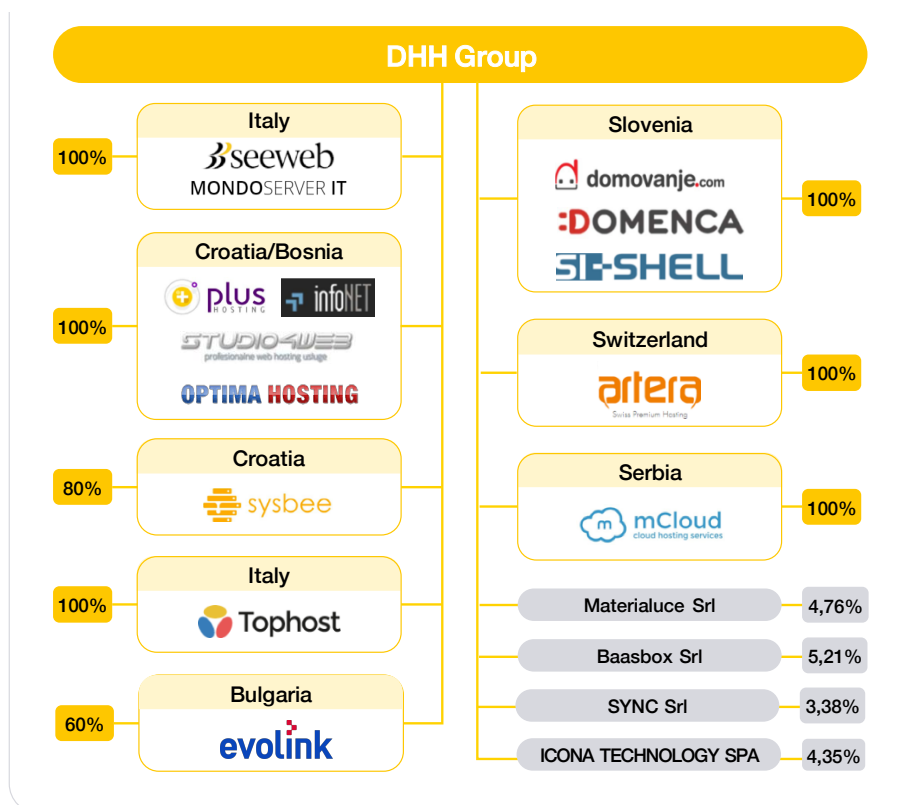 DHH Group
Italy
100%
seeweb
MONDOSERVER IT
Croatia/Bosnia
plus
HOSTING
infoNET
100%
STUDIO4WEB
profesionalne web hosting usluge
OPTIMA HOSTING
Croatia
80%
sysbee
Italy
100%
Tophost
Bulgaria
60%
evolink
Slovenia
domovanje.com
100%
:DOMENCA
SI-SHELL
Switzerland
100%
artera
Swiss Premium Hosting
Serbia
m
mCloud
cloud hosting services
100%
Materialuce Srl 4,76%
Baasbox Srl 5,21%
SYNC Srl 3,38%
ICONA TECHNOLOGY SPA 4,35%